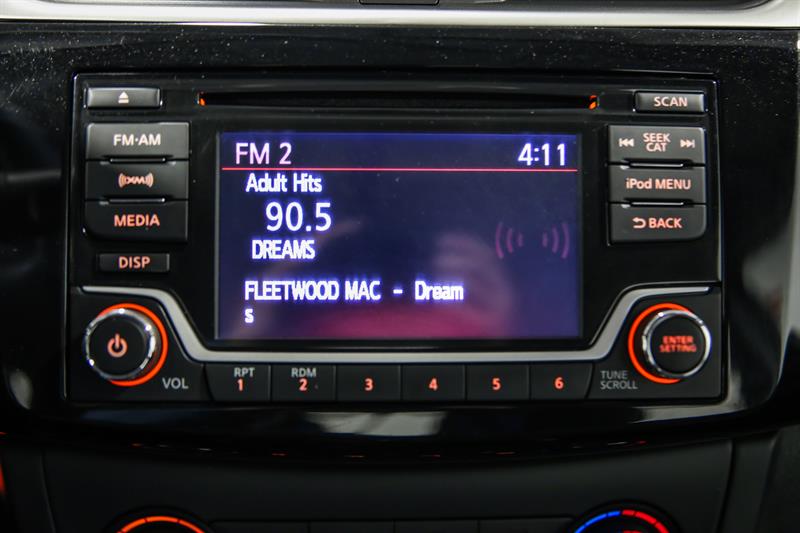 SCAN
FM·AM
XM
MEDIA
DISP
SEEK
CAT
iPod MENU
BACK
FM 2
4:11
Adult Hits
90.5
DREAMS
FLEETWOOD MAC - Dream
s
VOL
RPT
1
RDM
2
3
4
5
6
TUNE
SCROLL
ENTER
SETTING